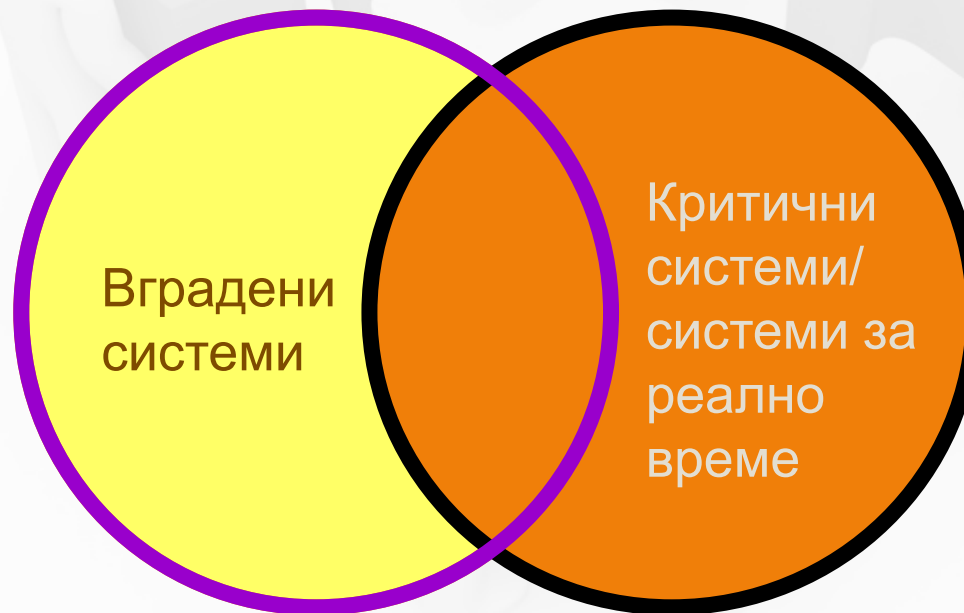 Вградени
системи
Критични
системи/
системи за
реално
време